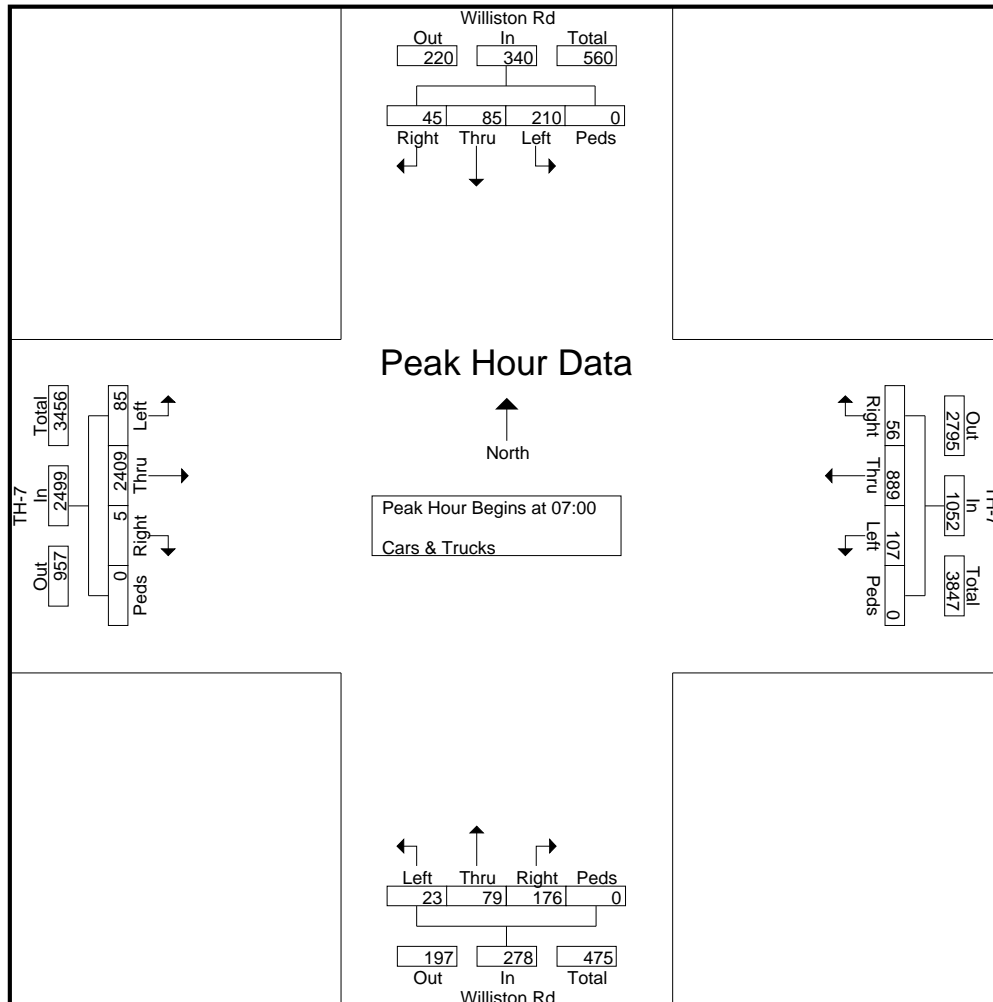 Williston Rd
Out In Total
220 340 560
45 85 210 0
Right Thru Left Peds
Peak Hour Data
North
Peak Hour Begins at 07:00
Cars & Trucks
TH-7
Total In Out
3456 2499 957
85 2409 5 0
Left Thru Right Peds
Right Thru Left Peds
56 889 107 0
Out In Total
2795 1052 3847
TH-7
Left Thru Right Peds
23 79 176 0
197 278 475
Out In Total
Williston Rd